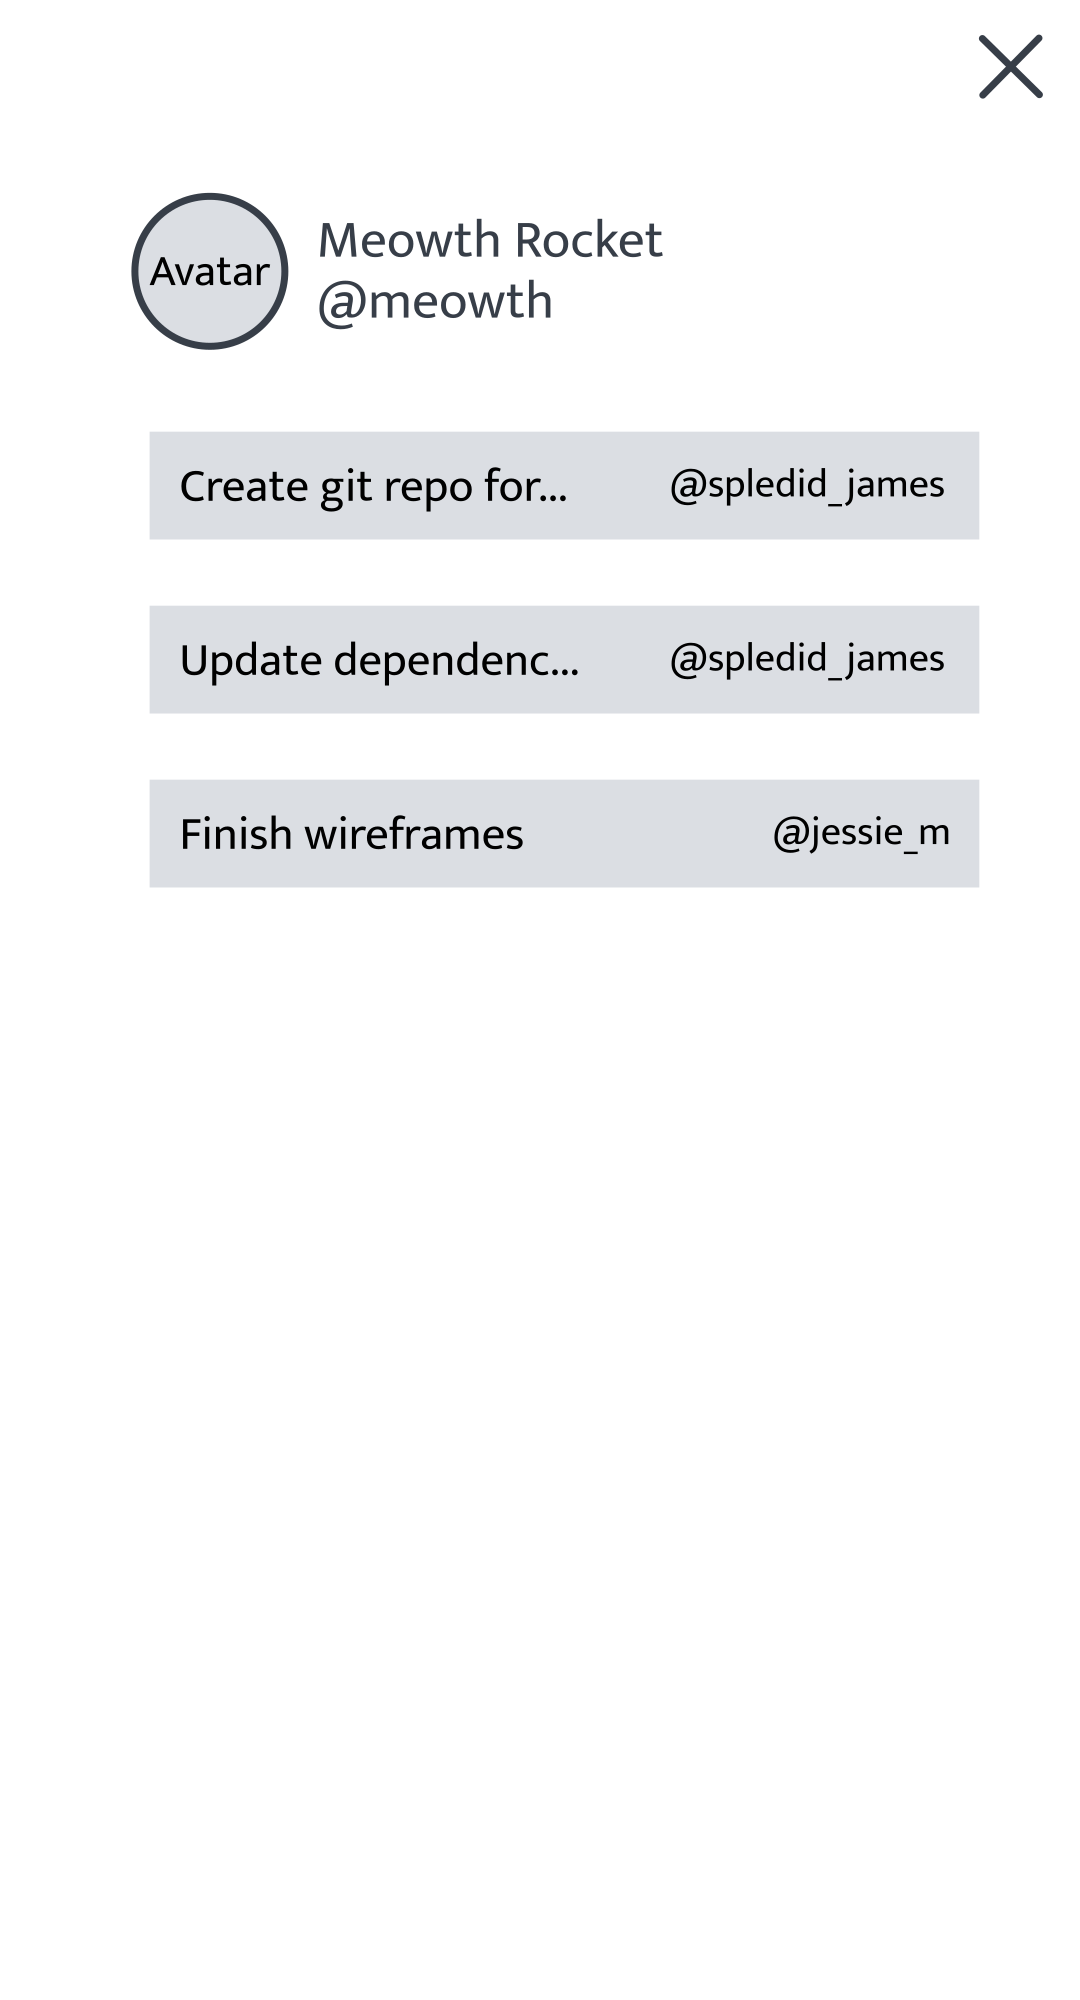 Avatar
Meowth Rocket
@meowth
Create git repo for... @spledid_james
Update dependenc... @spledid_james
Finish wireframes @jessie_m